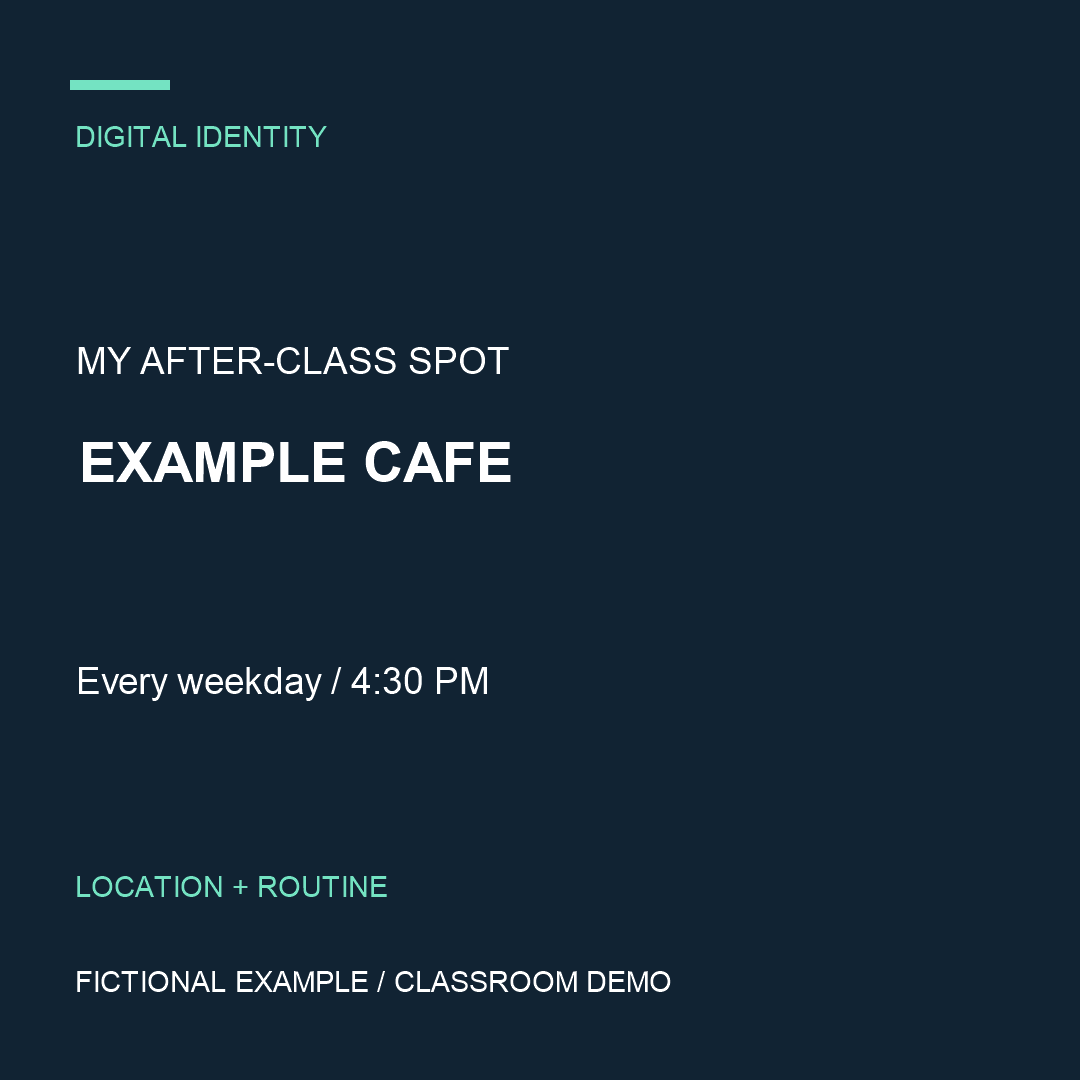 DIGITAL IDENTITY
MY AFTER-CLASS SPOT
EXAMPLE CAFE
Every weekday / 4:30 PM
LOCATION + ROUTINE
FICTIONAL EXAMPLE / CLASSROOM DEMO